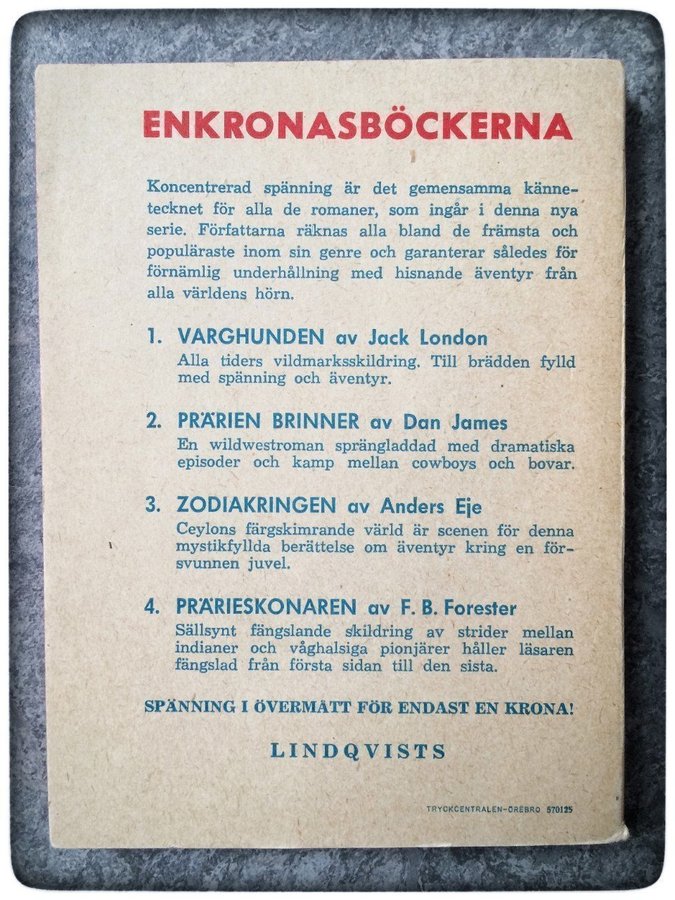 ENKRONASBÖCKERNA
Koncentrerad spänning är det gemensamma känne-
tecknet för alla de romaner, som ingår i denna nya
serie. Författarna räknas alla bland de främsta och
populäraste inom sin genre och garanterar således för
förnämlig underhållning med hisnande äventyr från
alla världens hörn.
1. VARGHUNDEN av Jack London
Alla tiders vildmarksskildring. Till brädden fylld
med spänning och äventyr.
2. PRÄRIEN BRINNER av Dan James
En wildwestroman sprängladdad med dramatiska
episoder och kamp mellan cowboys och bovar.
3. ZODIAKRINGEN av Anders Eje
Ceylons färgskimrande värld är scenen för denna
mystikfyllda berättelse om äventyr kring en för-
svunnen juvel.
4. PRÄRIESKONAREN av F. B. Forester
Sällsynt fängslande skildring av strider mellan
indianer och våghalsiga pionjärer håller läsaren
fängslad från första sidan till den sista.
SPÄNNING I ÖVERMÅTT FÖR ENDAST EN KRONA!
LINDQVISTS
TRYCKCENTRALEN-ÖREBRO 570125